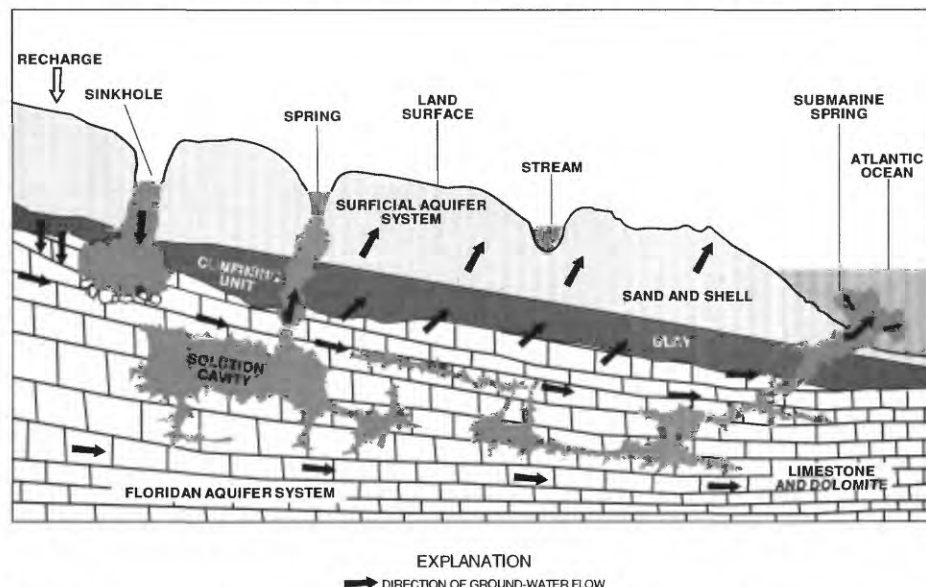 RECHARGE
SINKHOLE
SPRING
LAND
SURFACE
STREAM
SUBMARINE
SPRING
ATLANTIC
OCEAN
SURFICIAL AQUIFER
SYSTEM
CONFINING
UNIT
SAND AND SHELL
CLAY
SOLUTION
CAVITY
FLORIDAN AQUIFER SYSTEM
LIMESTONE
AND DOLOMITE
EXPLANATION
DIRECTION OF GROUND-WATER FLOW